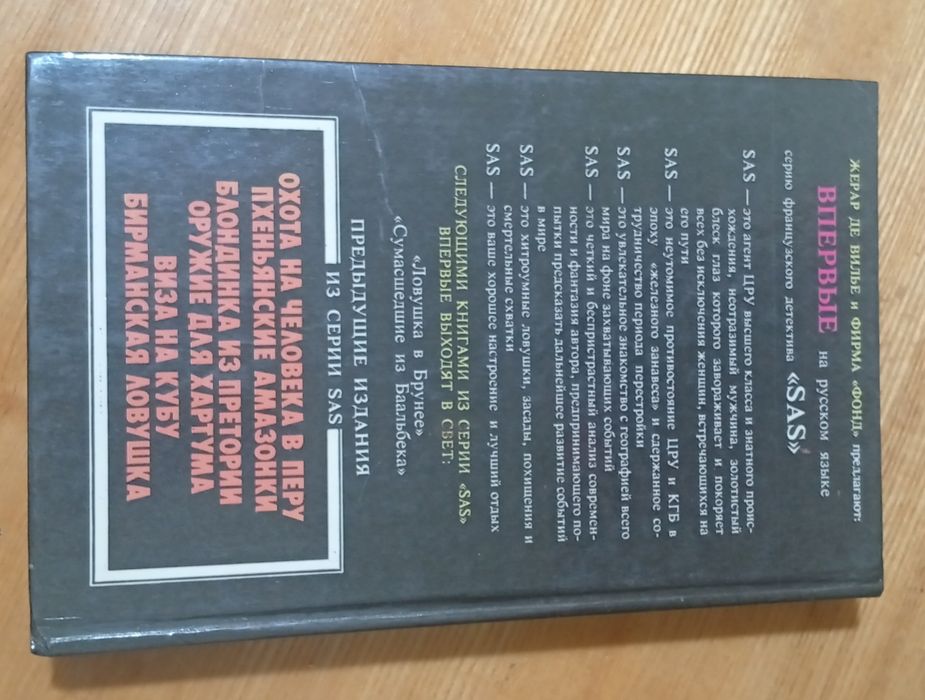 ЖЕРАР ДЕ ВИЛЬЕ И ФИРМА «ФОНД» предлагают:
ВПЕРВЫЕ на русском языке
серию французского детектива «SAS»
SAS — это агент ЦРУ высшего класса и знатного проис-
хождения, неотразимый мужчина, золотистый
блеск глаз которого завораживает и покоряет
всех без исключения женщин, встречающихся на
его пути
SAS — это неутомимое противостояние ЦРУ и КГБ в
эпоху «железного занавеса» и сдержанное со-
трудничество периода перестройки
SAS — это увлекательное знакомство с географией всего
мира на фоне захватывающих событий
SAS — это четкий и беспристрастный анализ современ-
ности и фантазия автора, предпринимающего по-
пытки предсказать дальнейшее развитие событий
в мире
SAS — это хитроумные ловушки, засады, похищения и
смертельные схватки
SAS — это ваше хорошее настроение и лучший отдых
СЛЕДУЮЩИМИ КНИГАМИ ИЗ СЕРИИ «SAS»
ВПЕРВЫЕ ВЫХОДЯТ В СВЕТ:
«Ловушка в Брунее»
«Сумасшедшие из Баальбека»
ПРЕДЫДУЩИЕ ИЗДАНИЯ
ИЗ СЕРИИ SAS
ОХОТА НА ЧЕЛОВЕКА В ПЕРУ
ПХЕНЬЯНСКИЕ АМАЗОНКИ
БЛОНДИНКА ИЗ ПРЕТОРИИ
ОРУЖИЕ ДЛЯ ХАРТУМА
ВИЗА НА КУБУ
БИРМАНСКАЯ ЛОВУШКА